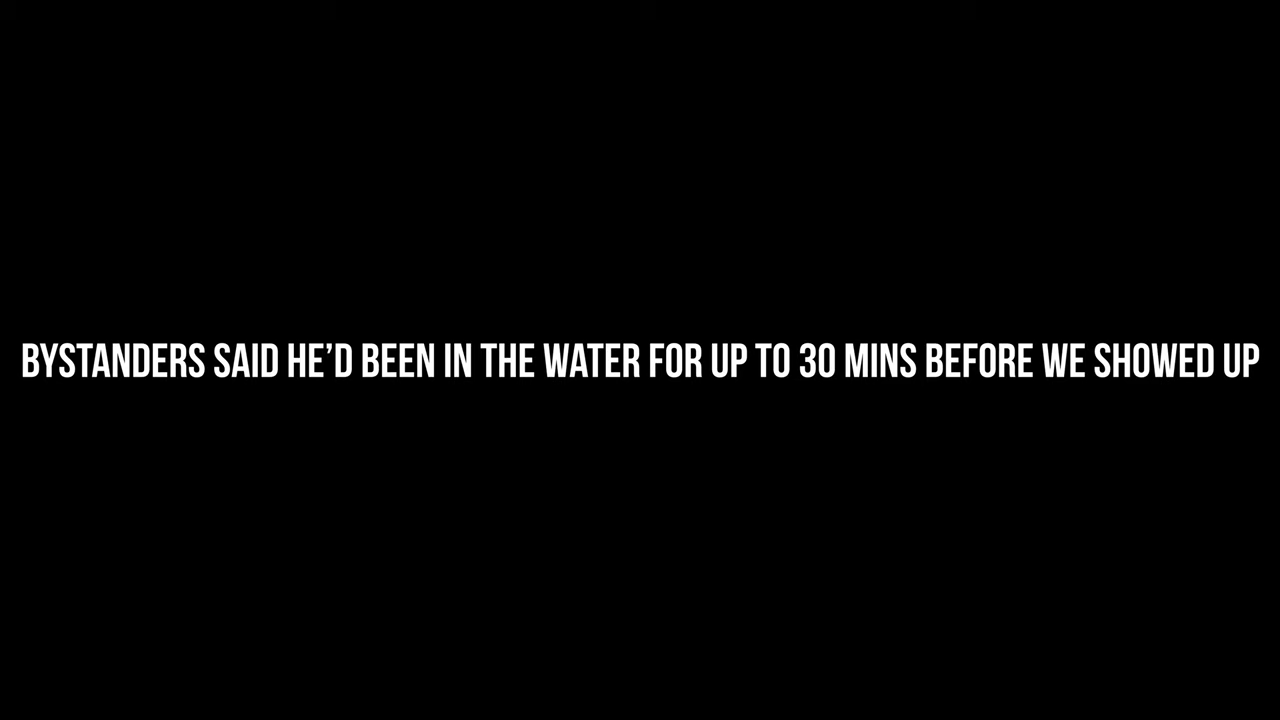 BYSTANDERS SAID HE’D BEEN IN THE WATER FOR UP TO 30 MINS BEFORE WE SHOWED UP